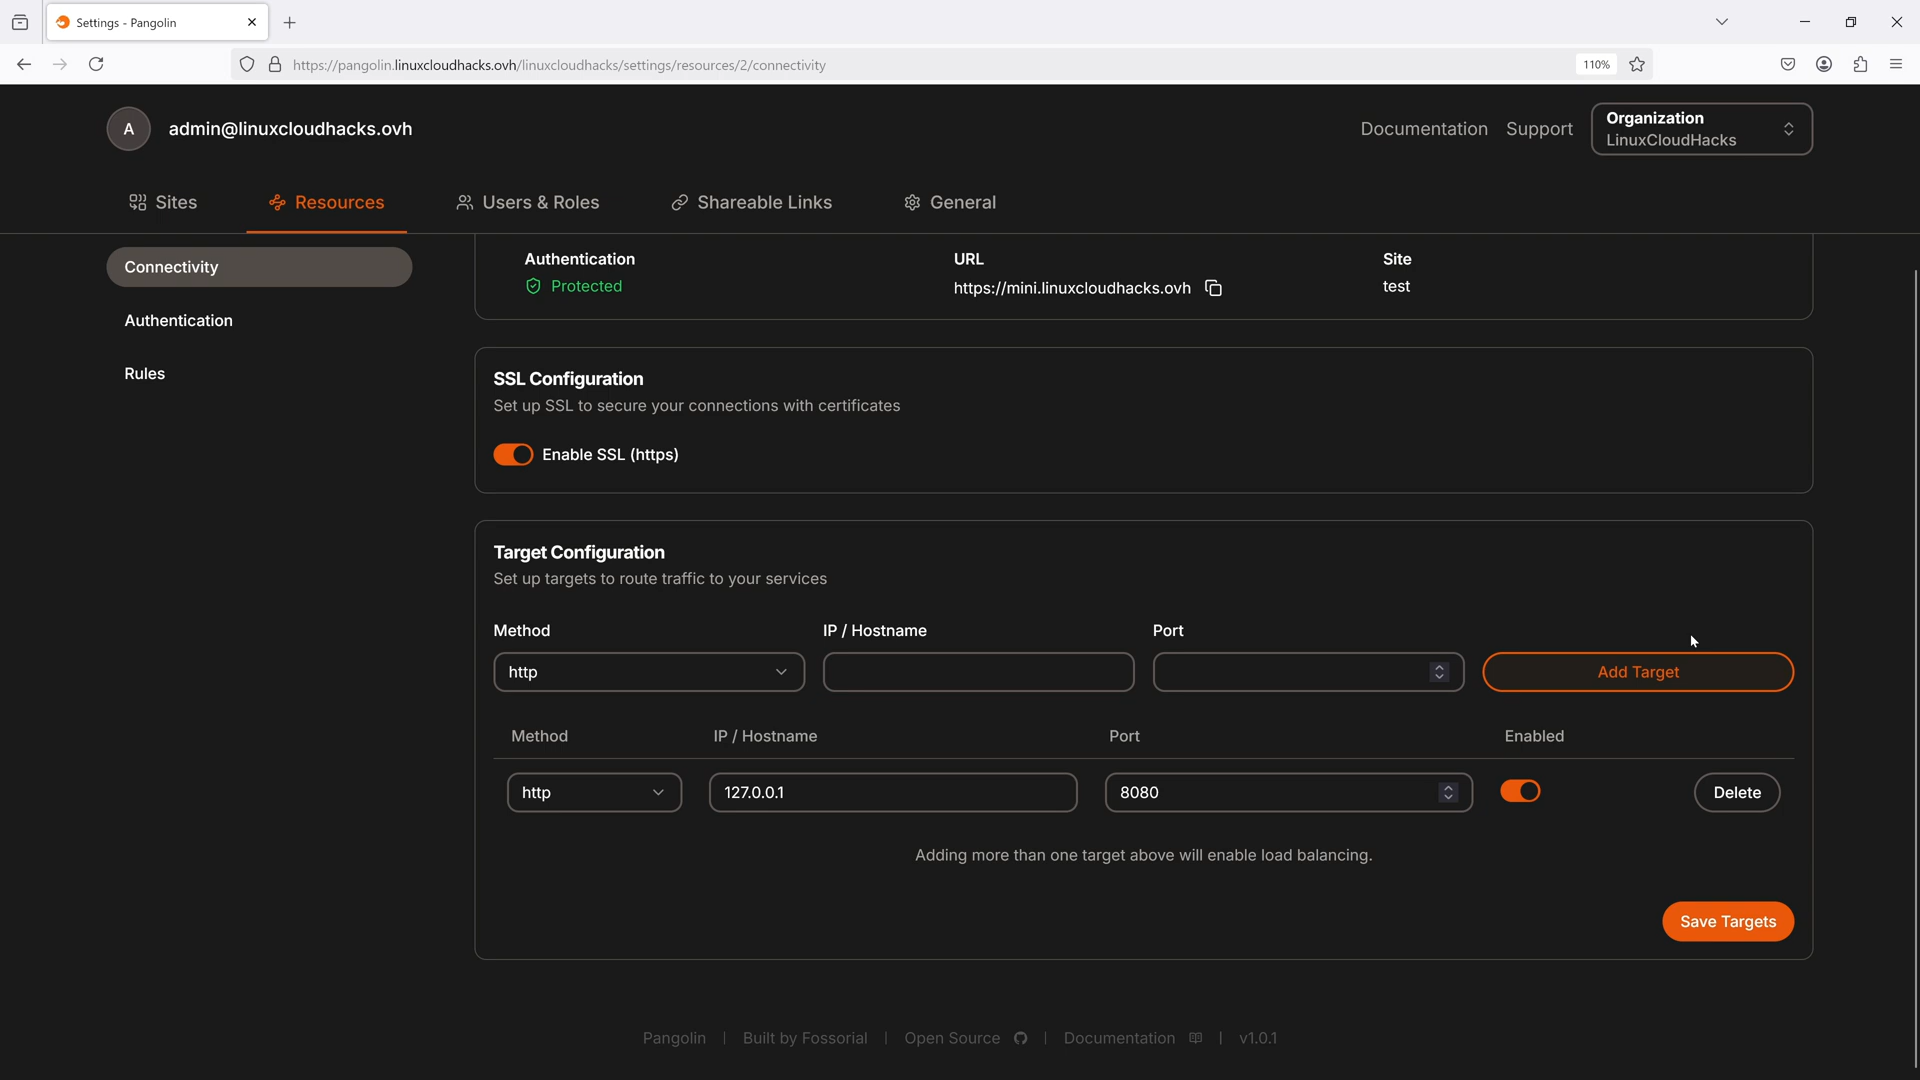 Settings - Pangolin
https://pangolin.linuxcloudhacks.ovh/linuxcloudhacks/settings/resources/2/connectivity
110%
A
admin@linuxcloudhacks.ovh
Documentation
Support
Organization
LinuxCloudHacks
Sites
Resources
Users & Roles
Shareable Links
General
Connectivity
Authentication
Rules
Authentication
URL
Site
Protected
https://mini.linuxcloudhacks.ovh
test
SSL Configuration
Set up SSL to secure your connections with certificates
Enable SSL (https)
Target Configuration
Set up targets to route traffic to your services
Method
IP / Hostname
Port
http
Add Target
Method
IP / Hostname
Port
Enabled
http
127.0.0.1
8080
Delete
Adding more than one target above will enable load balancing.
Save Targets
Pangolin
Built by Fossorial
Open Source
Documentation
v1.0.1